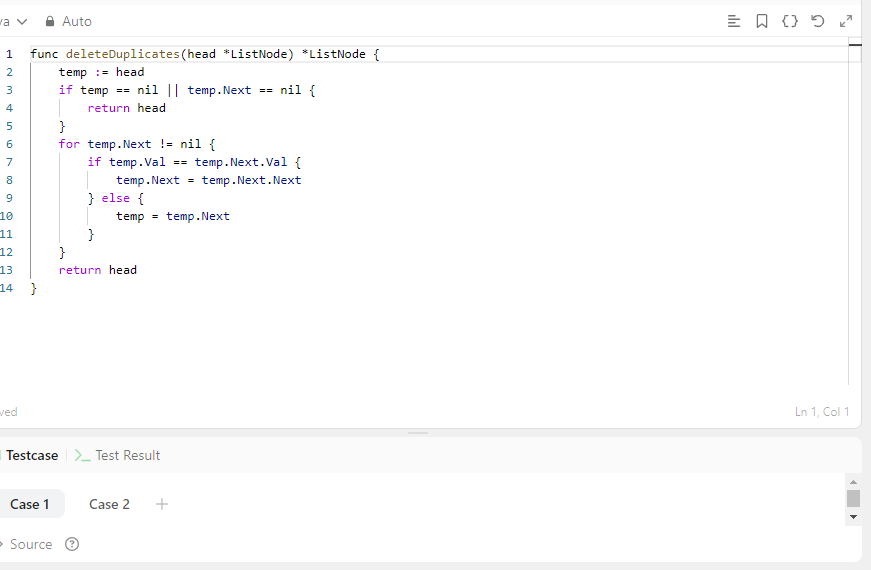 va Auto
1 func deleteDuplicates(head *ListNode) *ListNode {
2 temp := head
3 if temp == nil || temp.Next == nil {
4 return head
5 }
6 for temp.Next != nil {
7 if temp.Val == temp.Next.Val {
8 temp.Next = temp.Next.Next
9 } else {
10 temp = temp.Next
11 }
12 }
13 return head
14 }
ved Ln 1, Col 1
Testcase Test Result
Case 1 Case 2 +
Source ?